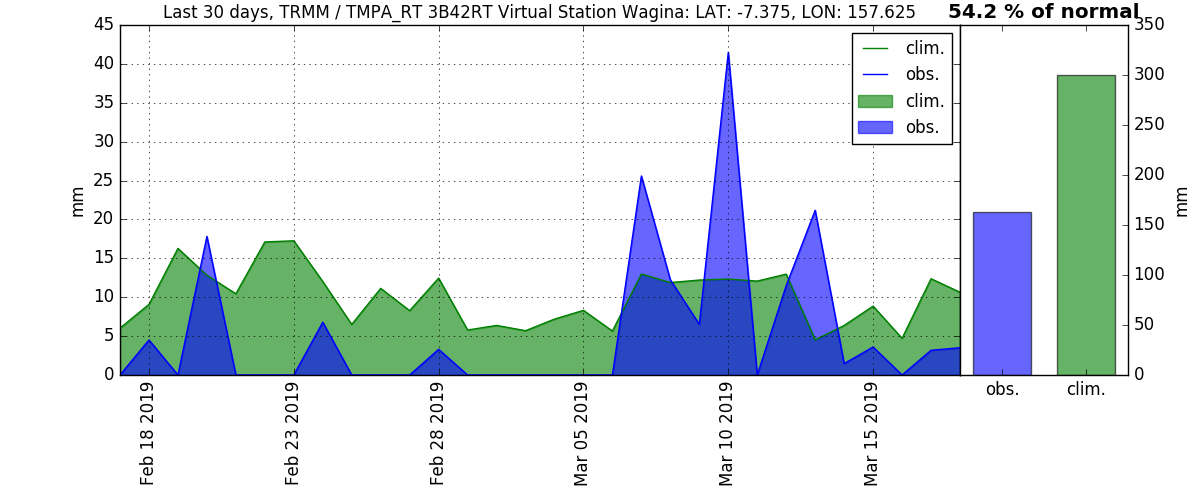 Last 30 days, TRMM / TMPA_RT 3B42RT Virtual Station Wagina: LAT: -7.375, LON: 157.625
54.2 % of normal
45
40
35
30
25
20
15
10
5
0
mm
clim.
obs.
clim.
obs.
Feb 18 2019
Feb 23 2019
Feb 28 2019
Mar 05 2019
Mar 10 2019
Mar 15 2019
350
300
250
200
150
100
50
0
mm
obs.
clim.